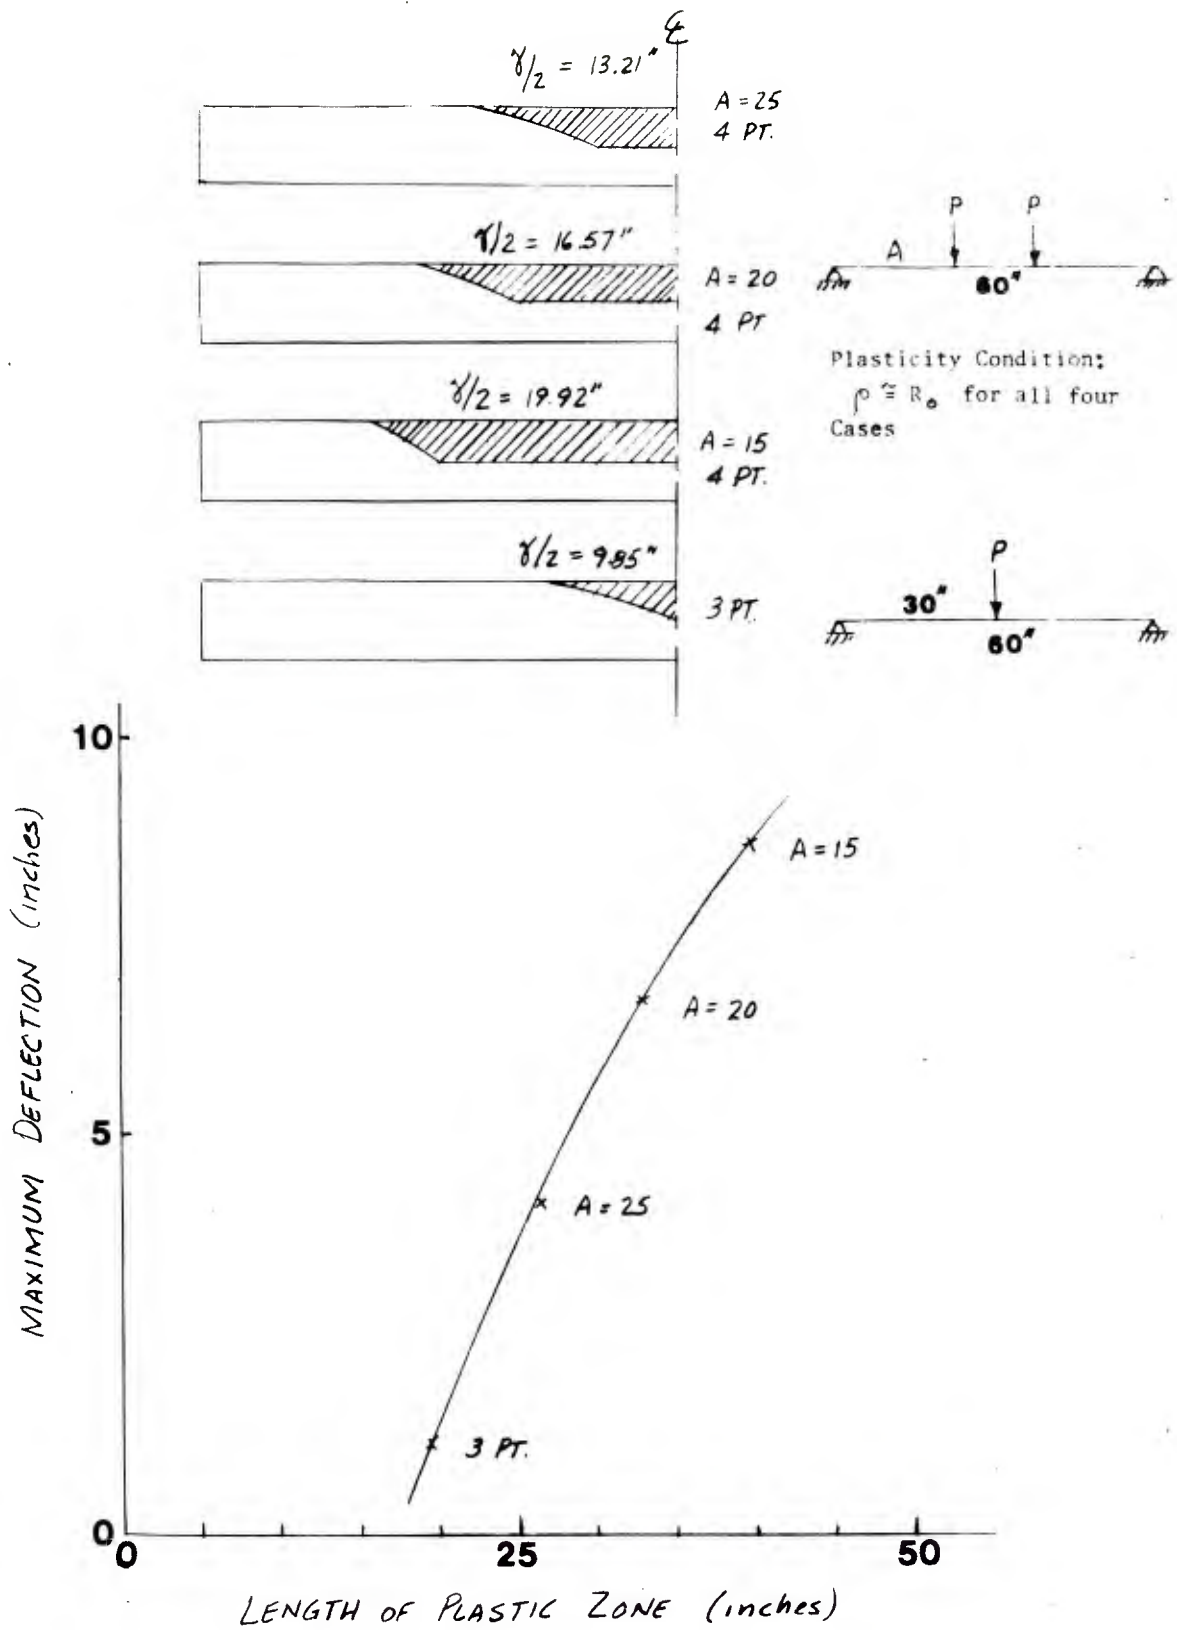 ℄
γ/2 = 13.21"
A = 25
4 PT.
γ/2 = 16.57"
A = 20
4 PT
P P
A
60"
γ/2 = 19.92"
A = 15
4 PT.
Plasticity Condition:
ρ ≅ R₀ for all four
Cases
γ/2 = 9.85"
3 PT.
P
30"
60"
10
5
0
MAXIMUM DEFLECTION (inches)
A = 15
A = 20
A = 25
3 PT.
0 25 50
LENGTH OF PLASTIC ZONE (inches)